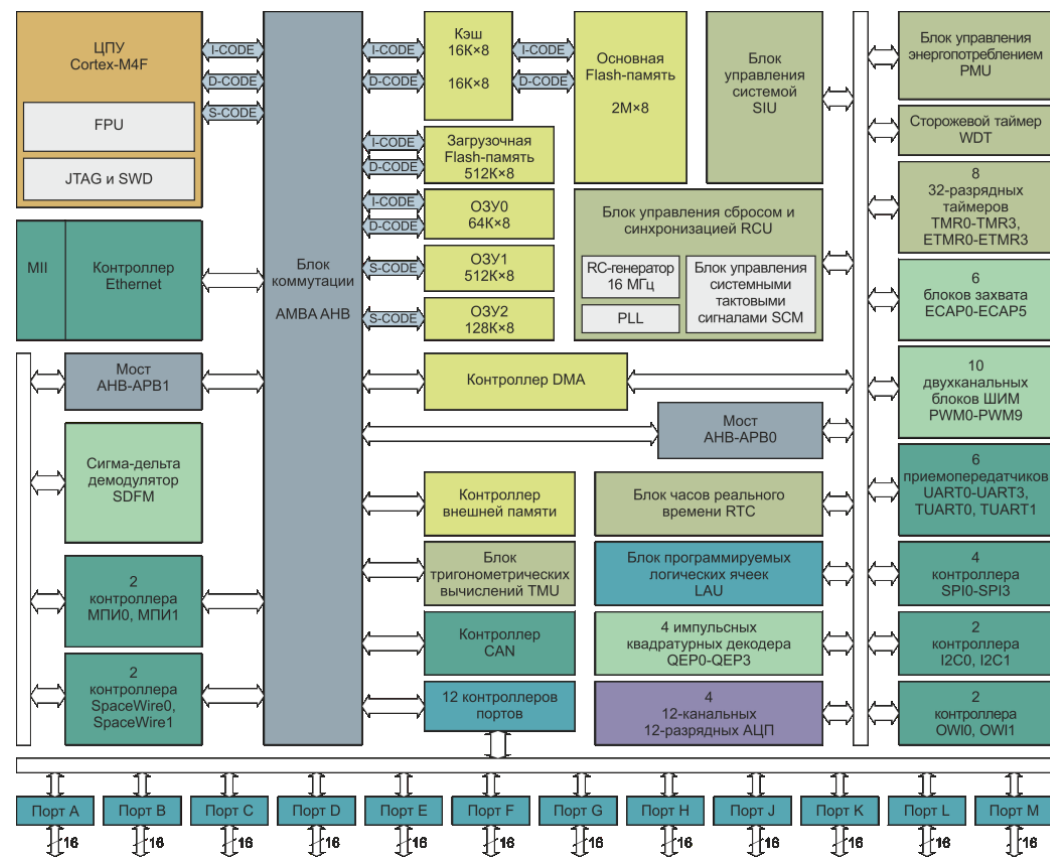 ЦПУ
Cortex-M4F
FPU
JTAG и SWD
I-CODE
D-CODE
S-CODE
MII
Контроллер
Ethernet
Мост
AHB-APB1
Сигма-дельта
демодулятор
SDFM
2
контроллера
МПИ0, МПИ1
2
контроллера
SpaceWire0,
SpaceWire1
Блок
коммутации
AMBA AHB
I-CODE
D-CODE
Кэш
16К×8
16К×8
I-CODE
D-CODE
Основная
Flash-память
2М×8
I-CODE
D-CODE
Загрузочная
Flash-память
512К×8
I-CODE
D-CODE
ОЗУ0
64К×8
S-CODE
ОЗУ1
512К×8
S-CODE
ОЗУ2
128К×8
Блок
управления
системой
SIU
Блок управления сбросом и
синхронизацией RCU
RC-генератор
16 МГц
PLL
Блок управления
системными
тактовыми
сигналами SCM
Контроллер DMA
Мост
AHB-APB0
Контроллер
внешней памяти
Блок
тригонометрических
вычислений TMU
Контроллер
CAN
12 контроллеров
портов
Блок часов реального
времени RTC
Блок программируемых
логических ячеек
LAU
4 импульсных
квадратурных декодера
QEP0-QEP3
4
12-канальных
12-разрядных АЦП
Блок управления
энергопотреблением
PMU
Сторожевой таймер
WDT
8
32-разрядных
таймеров
TMR0-TMR3,
ETMR0-ETMR3
6
блоков захвата
ECAP0-ECAP5
10
двухканальных
блоков ШИМ
PWM0-PWM9
6
приемопередатчиков
UART0-UART3,
TUART0, TUART1
4
контроллера
SPI0-SPI3
2
контроллера
I2C0, I2C1
2
контроллера
OWI0, OWI1
Порт A
Порт B
Порт C
Порт D
Порт E
Порт F
Порт G
Порт H
Порт J
Порт K
Порт L
Порт M
16
16
16
16
16
16
16
16
16
16
16
16